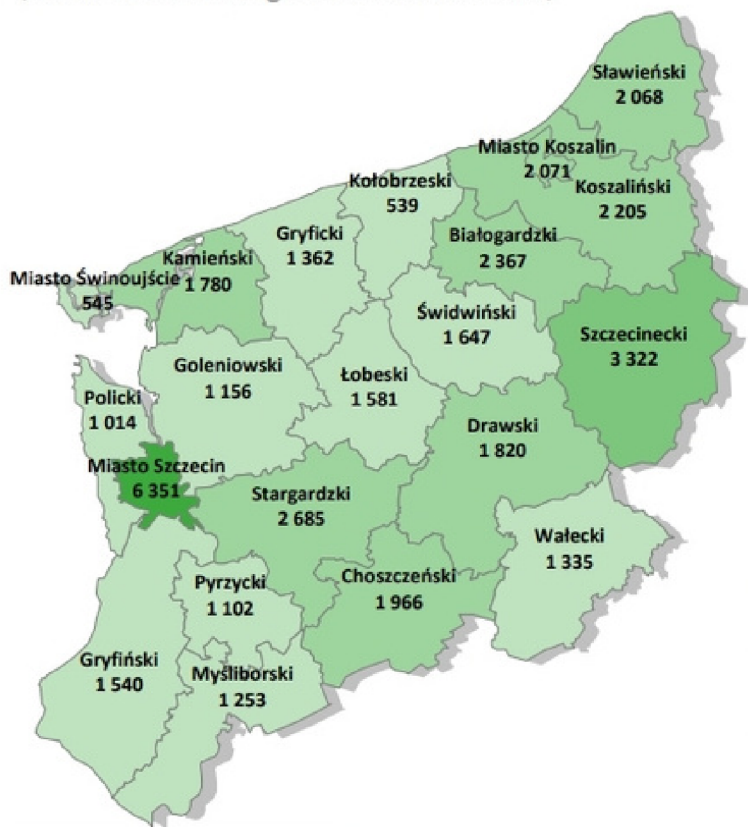 Sławieński
2 068
Miasto Koszalin
2 071
Koszaliński
2 205
Kołobrzeski
539
Białogardzki
2 367
Gryficki
1 362
Kamieński
1 780
Miasto Świnoujście
545
Świdwiński
1 647
Szczecinecki
3 322
Goleniowski
1 156
Łobeski
1 581
Policki
1 014
Drawski
1 820
Miasto Szczecin
6 351
Stargardzki
2 685
Wałecki
1 335
Pyrzycki
1 102
Choszczeński
1 966
Gryfiński
1 540
Myśliborski
1 253